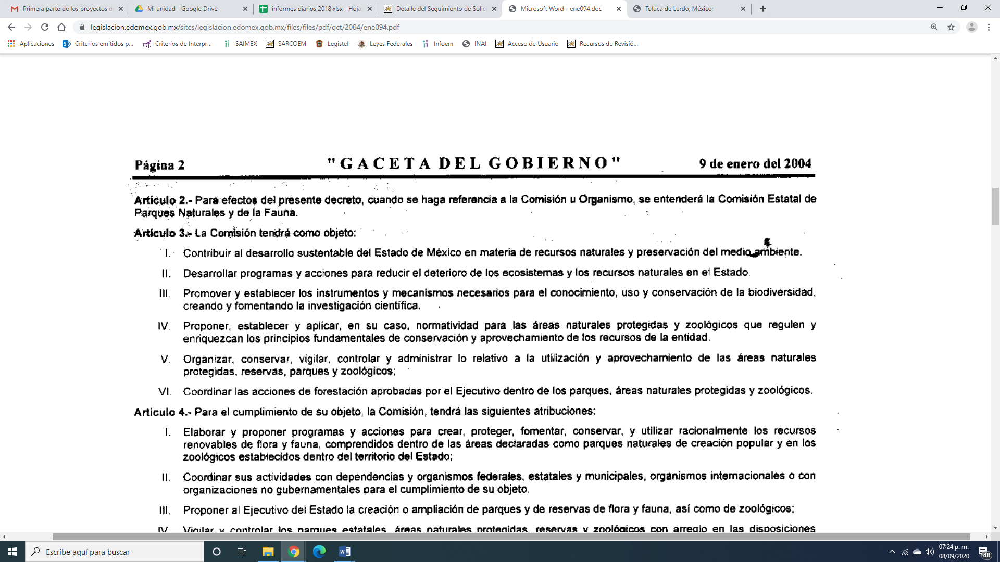 Primera parte de los proyectos d
Mi unidad - Google Drive
informes diarios 2018.xlsx - Hoja
Detalle del Seguimiento de Solici
Microsoft Word - ene094.doc
Toluca de Lerdo, México;
legislacion.edomex.gob.mx/sites/legislacion.edomex.gob.mx/files/files/pdf/gct/2004/ene094.pdf
Aplicaciones
Criterios emitidos p...
Criterios de Interpr...
SAIMEX
SARCOEM
Legistel
Leyes Federales
Infoem
INAI
Acceso de Usuario
Recursos de Revisió...
Página 2 "GACETA DEL GOBIERNO" 9 de enero del 2004
Artículo 2.- Para efectos del presente decreto, cuando se haga referencia a la Comisión u Organismo, se entenderá la Comisión Estatal de
Parques Naturales y de la Fauna.
Artículo 3.- La Comisión tendrá como objeto:
I. Contribuir al desarrollo sustentable del Estado de México en materia de recursos naturales y preservación del medio ambiente.
II. Desarrollar programas y acciones para reducir el deterioro de los ecosistemas y los recursos naturales en el Estado.
III. Promover y establecer los instrumentos y mecanismos necesarios para el conocimiento, uso y conservación de la biodiversidad,
creando y fomentando la investigación científica.
IV. Proponer, establecer y aplicar, en su caso, normatividad para las áreas naturales protegidas y zoológicos que regulen y
enriquezcan los principios fundamentales de conservación y aprovechamiento de los recursos de la entidad.
V. Organizar, conservar, vigilar, controlar y administrar lo relativo a la utilización y aprovechamiento de las áreas naturales
protegidas, reservas, parques y zoológicos;
VI. Coordinar las acciones de forestación aprobadas por el Ejecutivo dentro de los parques, áreas naturales protegidas y zoológicos.
Artículo 4.- Para el cumplimiento de su objeto, la Comisión, tendrá las siguientes atribuciones:
I. Elaborar y proponer programas y acciones para crear, proteger, fomentar, conservar, y utilizar racionalmente los recursos
renovables de flora y fauna, comprendidos dentro de las áreas declaradas como parques naturales de creación popular y en los
zoológicos establecidos dentro del territorio del Estado;
II. Coordinar sus actividades con dependencias y organismos federales, estatales y municipales, organismos internacionales o con
organizaciones no gubernamentales para el cumplimiento de su objeto.
III. Proponer al Ejecutivo del Estado la creación o ampliación de parques y de reservas de flora y fauna, así como de zoológicos;
IV. Vigilar y controlar los parques estatales, áreas naturales protegidas, reservas y zoológicos con arreglo en las disposiciones
Escribe aquí para buscar
07:24 p. m.
08/09/2020
48